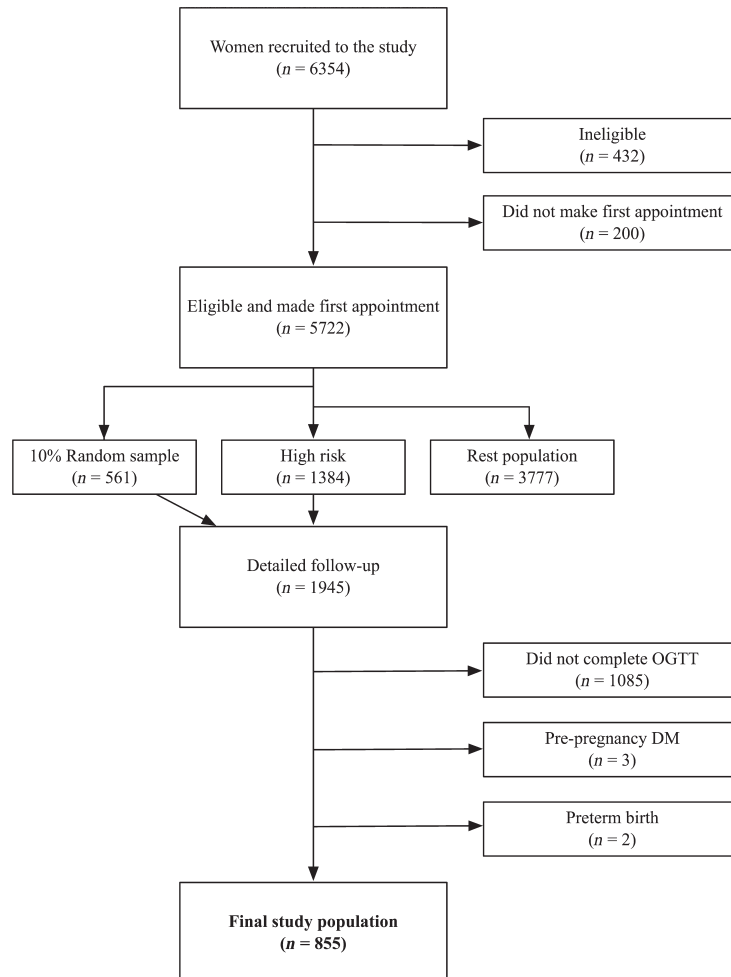 Women recruited to the study
(n = 6354)
Ineligible
(n = 432)
Did not make first appointment
(n = 200)
Eligible and made first appointment
(n = 5722)
10% Random sample
(n = 561)
High risk
(n = 1384)
Rest population
(n = 3777)
Detailed follow-up
(n = 1945)
Did not complete OGTT
(n = 1085)
Pre-pregnancy DM
(n = 3)
Preterm birth
(n = 2)
Final study population
(n = 855)